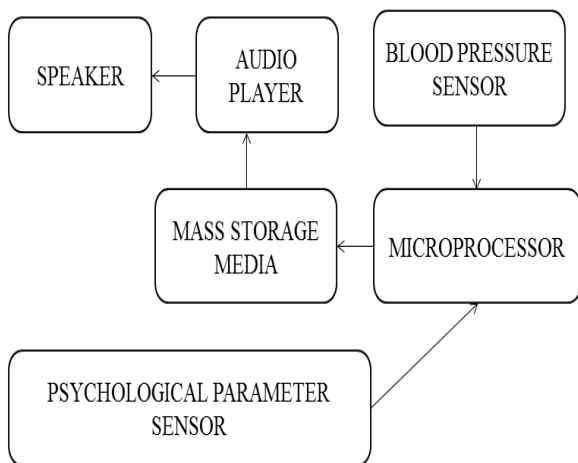 SPEAKER
AUDIO
PLAYER
BLOOD PRESSURE
SENSOR
MASS STORAGE
MEDIA
MICROPROCESSOR
PSYCHOLOGICAL PARAMETER
SENSOR